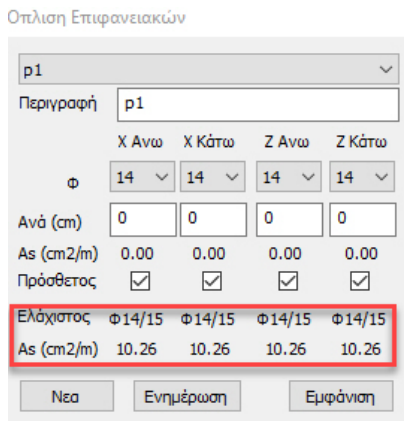 Οπλιση Επιφανειακών
p1
Περιγραφή p1
Χ Ανω Χ Κάτω Ζ Ανω Ζ Κάτω
Φ 14 14 14 14
Ανά (cm) 0 0 0 0
As (cm2/m) 0.00 0.00 0.00 0.00
Πρόσθετος
Ελάχιστος Φ14/15 Φ14/15 Φ14/15 Φ14/15
As (cm2/m) 10.26 10.26 10.26 10.26
Νεα Ενημέρωση Εμφάνιση